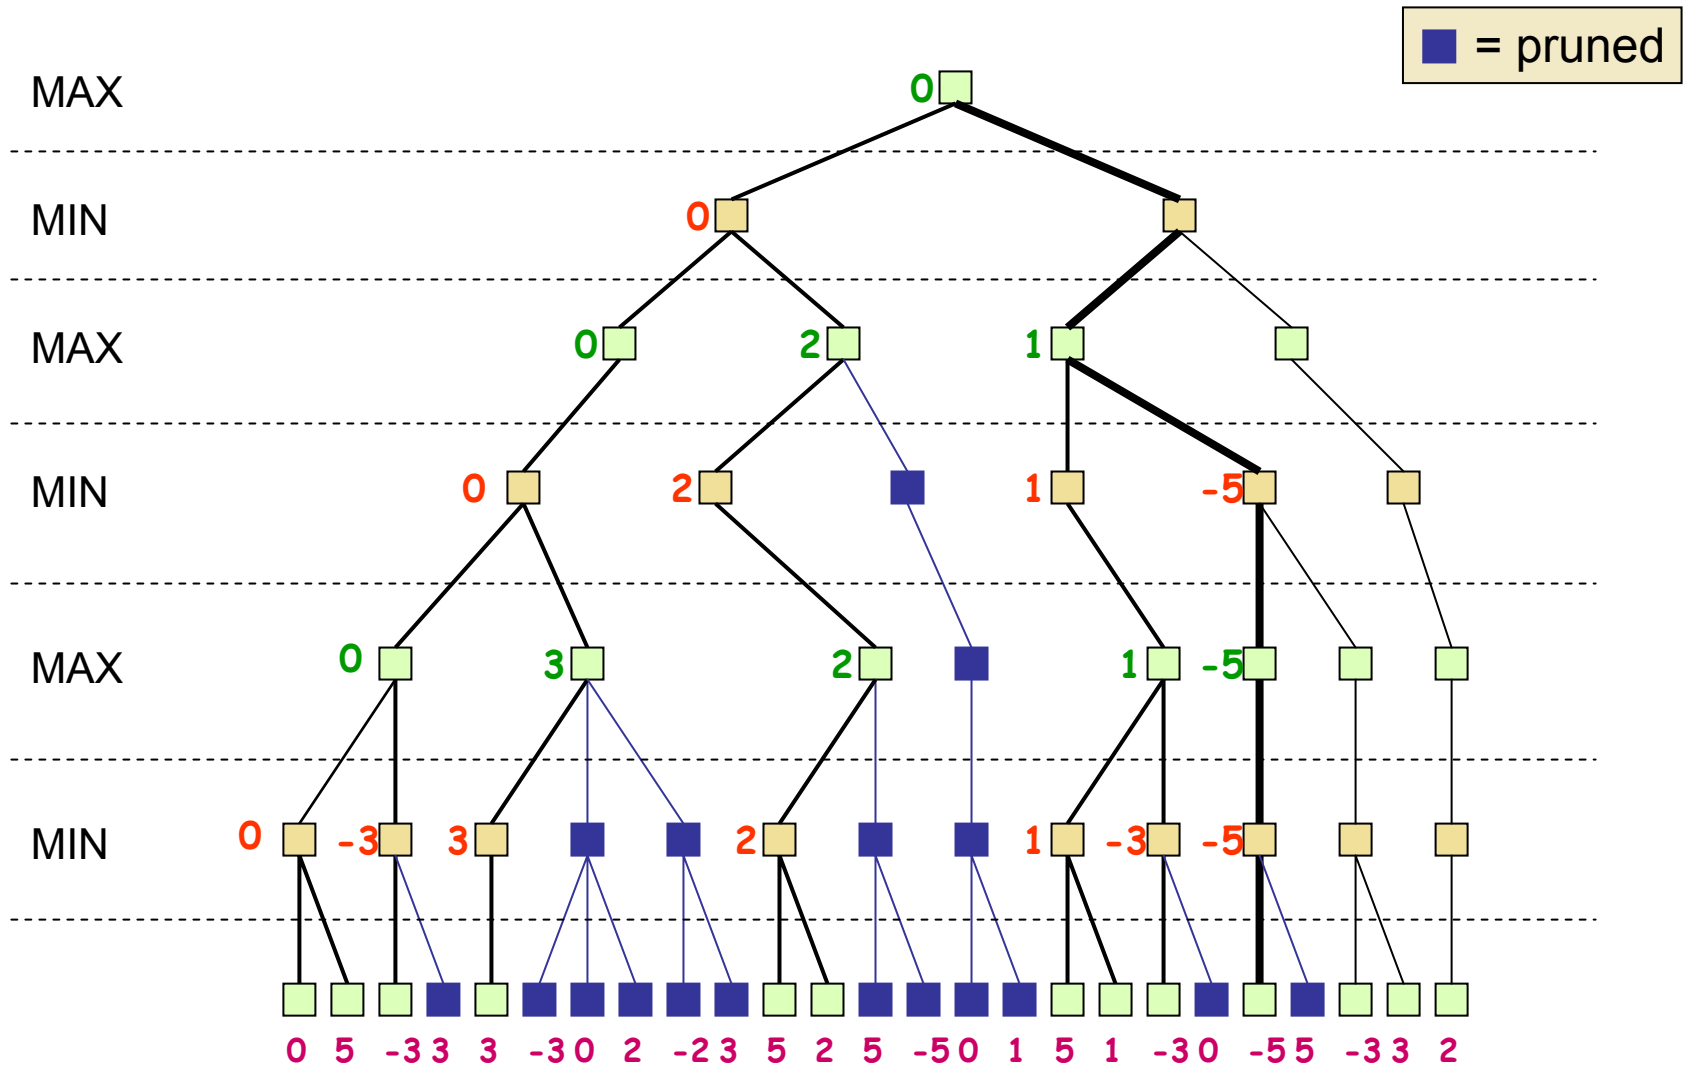 = pruned
MAX 0
MIN 0
MAX 0 2 1
MIN 0 2 1 -5
MAX 0 3 2 1 -5
MIN 0 -3 3 2 1 -3 -5
0 5 -3 3 3 -3 0 2 -2 3 5 2 5 -5 0 1 5 1 -3 0 -5 5 -3 3 2